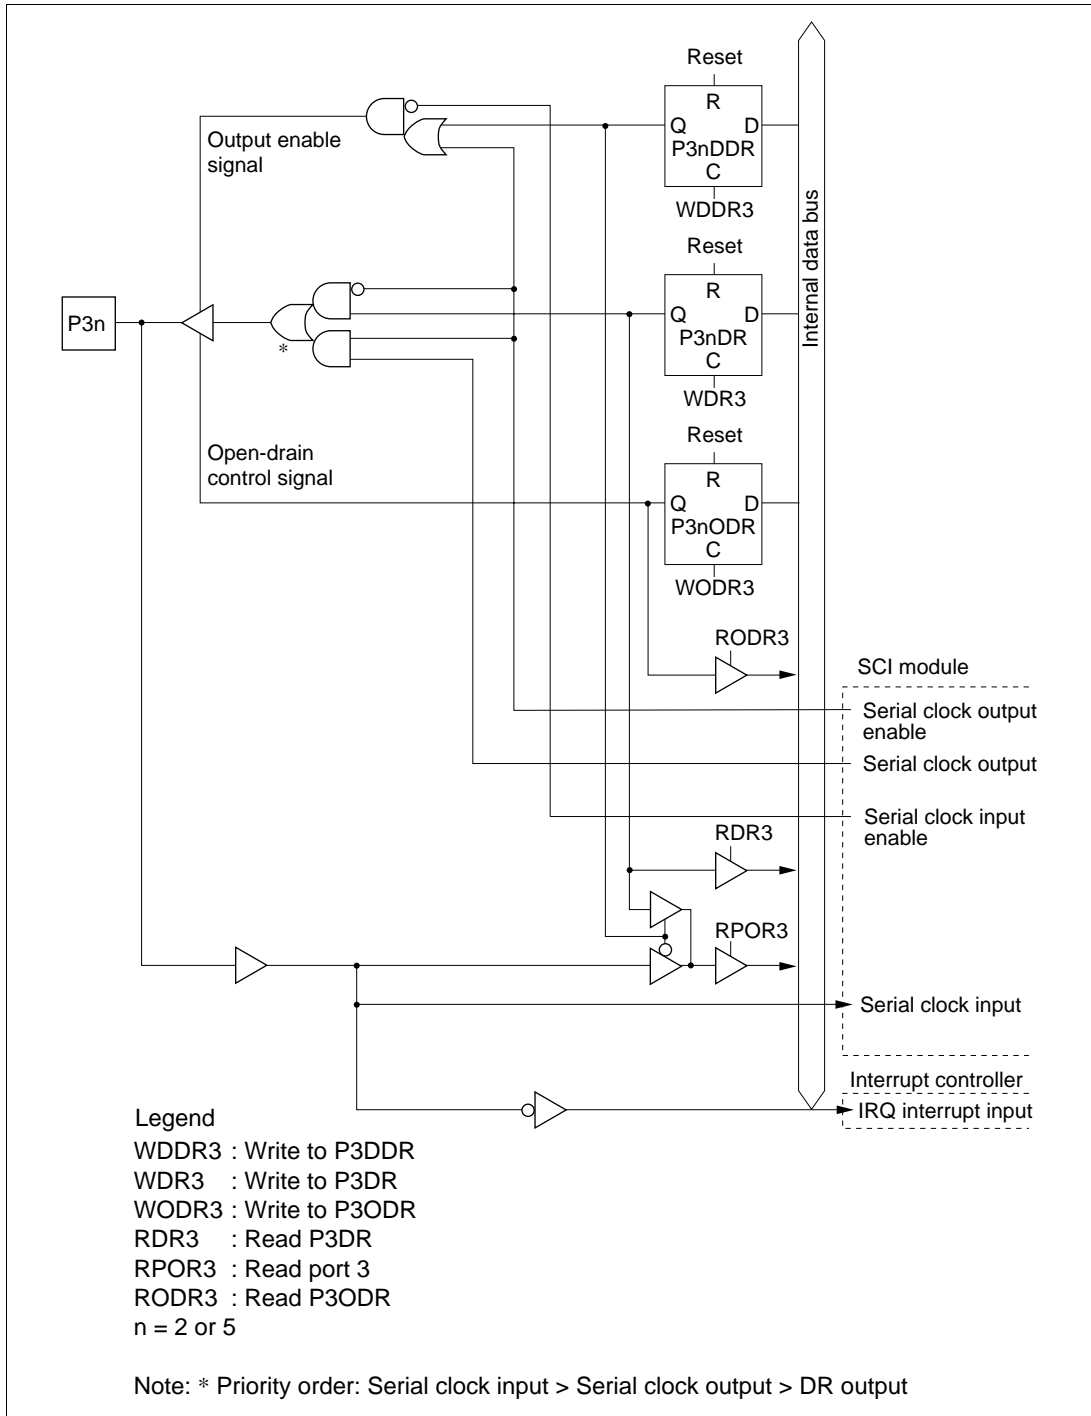 Reset
R
Q D
P3nDDR
C
WDDR3
Output enable
signal
Internal data bus
Reset
R
Q D
P3nDR
C
WDR3
P3n
*
Open-drain
control signal
Reset
R
Q D
P3nODR
C
WODR3
RODR3
SCI module
Serial clock output
enable
Serial clock output
Serial clock input
enable
RDR3
RPOR3
Serial clock input
Interrupt controller
IRQ interrupt input
Legend
WDDR3 : Write to P3DDR
WDR3 : Write to P3DR
WODR3 : Write to P3ODR
RDR3 : Read P3DR
RPOR3 : Read port 3
RODR3 : Read P3ODR
n = 2 or 5
Note: * Priority order: Serial clock input > Serial clock output > DR output